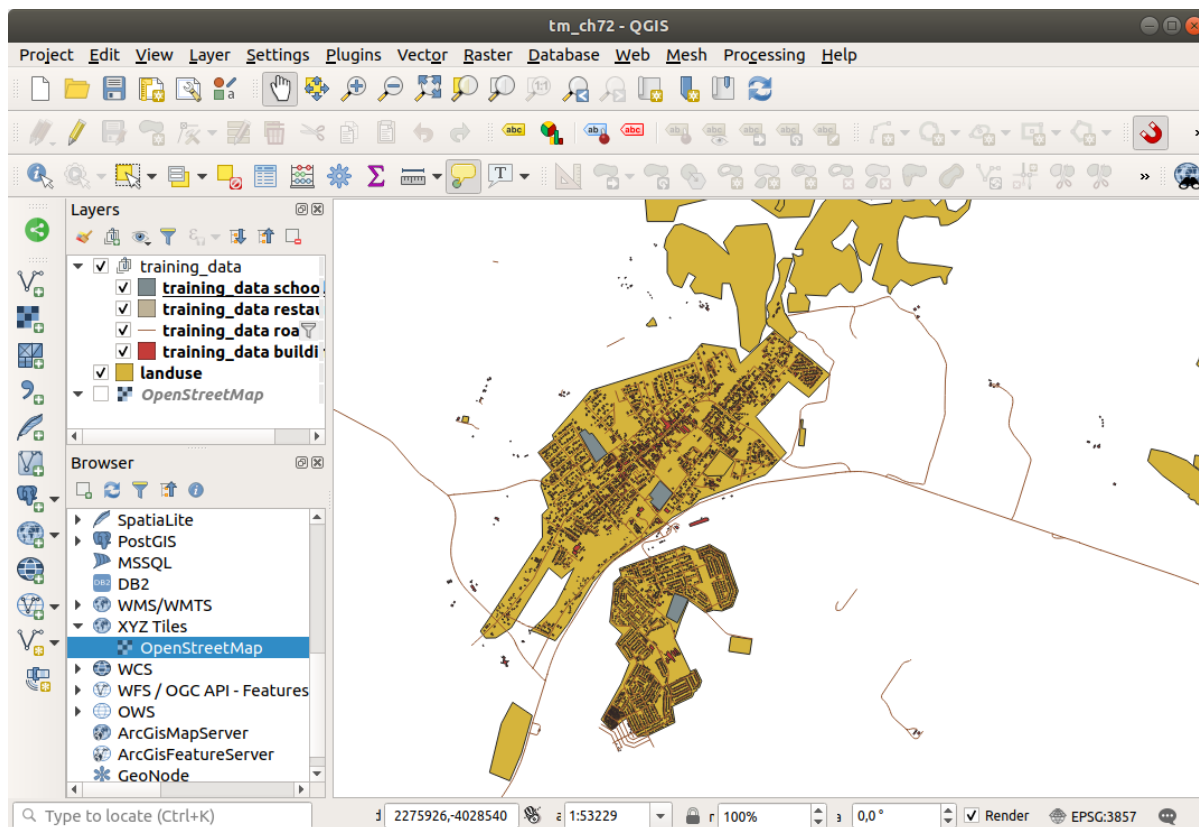 tm_ch72 - QGIS
Project Edit View Layer Settings Plugins Vector Raster Database Web Mesh Processing Help
Layers
training_data
training_data schoo
training_data restau
training_data roa
training_data buildi
landuse
OpenStreetMap
Browser
SpatiaLite
PostGIS
MSSQL
DB2
WMS/WMTS
XYZ Tiles
OpenStreetMap
WCS
WFS / OGC API - Features
OWS
ArcGisMapServer
ArcGisFeatureServer
GeoNode
Type to locate (Ctrl+K) 2275926,-4028540 1:53229 100% 0,0 ° Render EPSG:3857